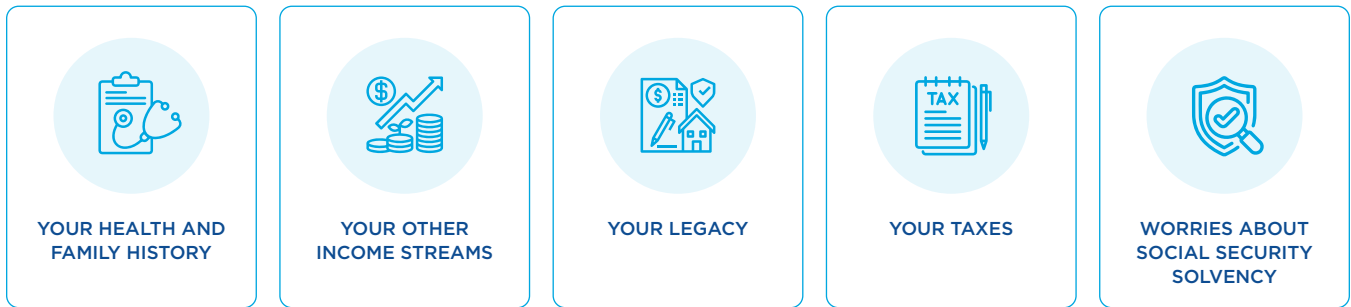 $
$
TAX
YOUR HEALTH AND
FAMILY HISTORY
YOUR OTHER
INCOME STREAMS
YOUR LEGACY
YOUR TAXES
WORRIES ABOUT
SOCIAL SECURITY
SOLVENCY